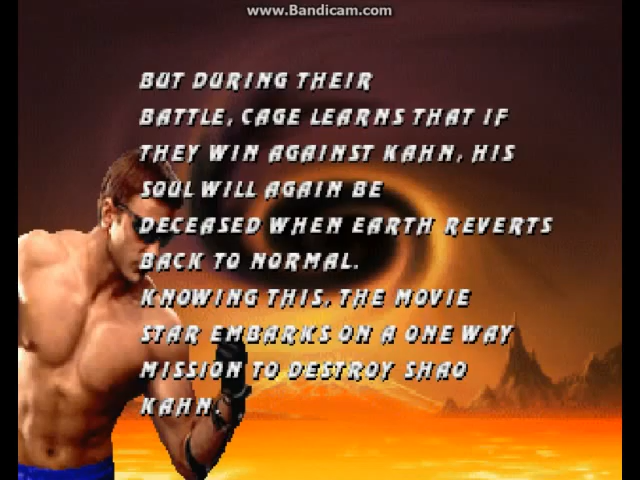 www.Bandicam.com
BUT DURING THEIR
BATTLE, CAGE LEARNS THAT IF
THEY WIN AGAINST KAHN, HIS
SOUL WILL AGAIN BE
DECEASED WHEN EARTH REVERTS
BACK TO NORMAL.
KNOWING THIS, THE MOVIE
STAR EMBARKS ON A ONE WAY
MISSION TO DESTROY SHAO
KAHN.